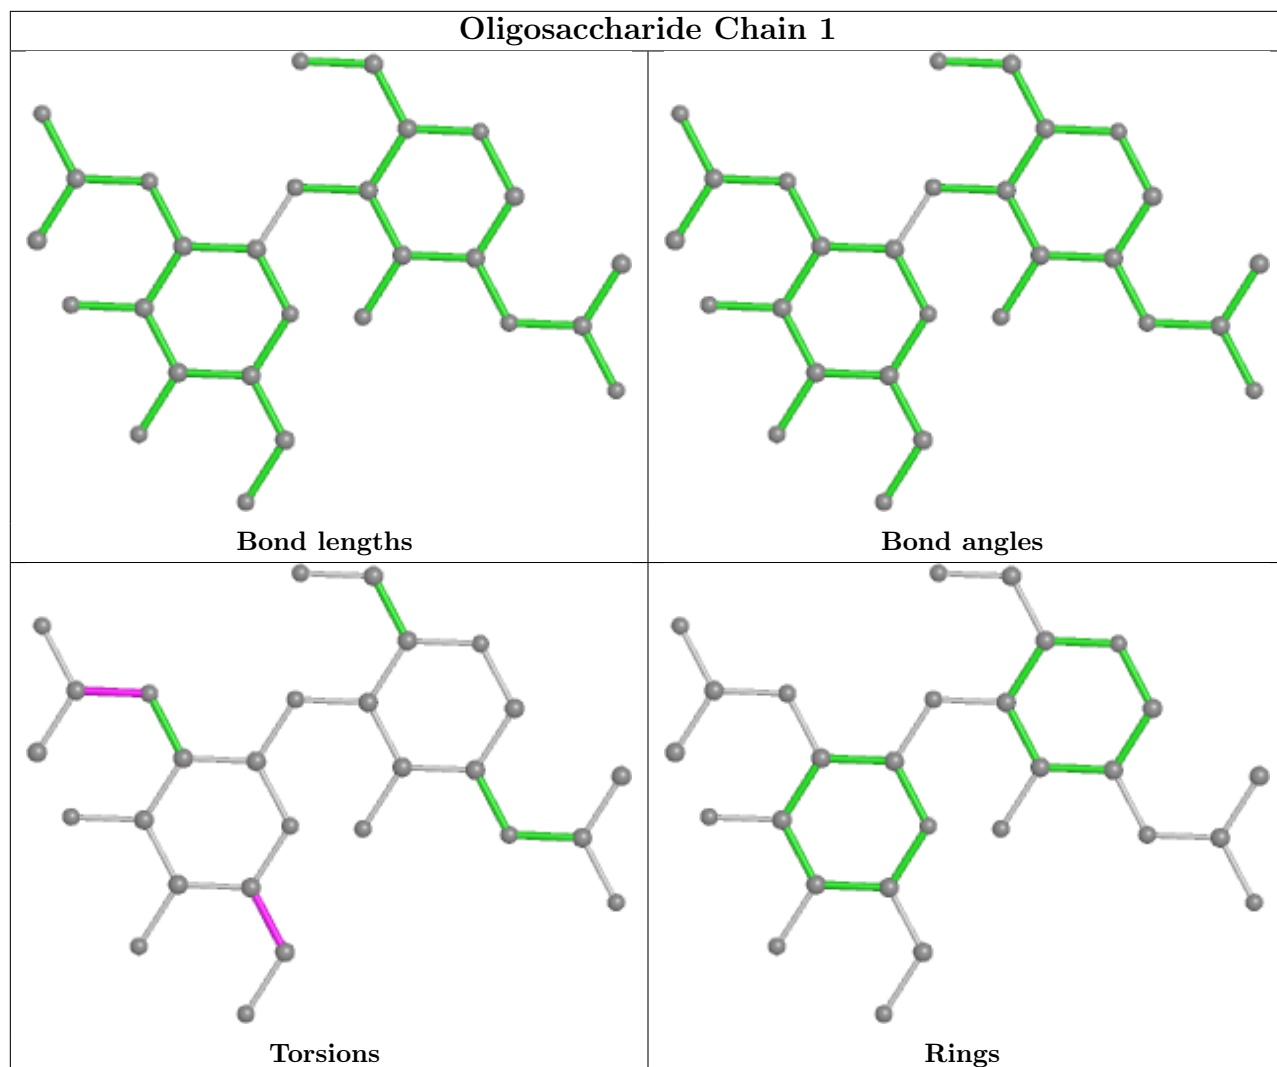 Oligosaccharide Chain 1
Bond lengths
Bond angles
Torsions
Rings